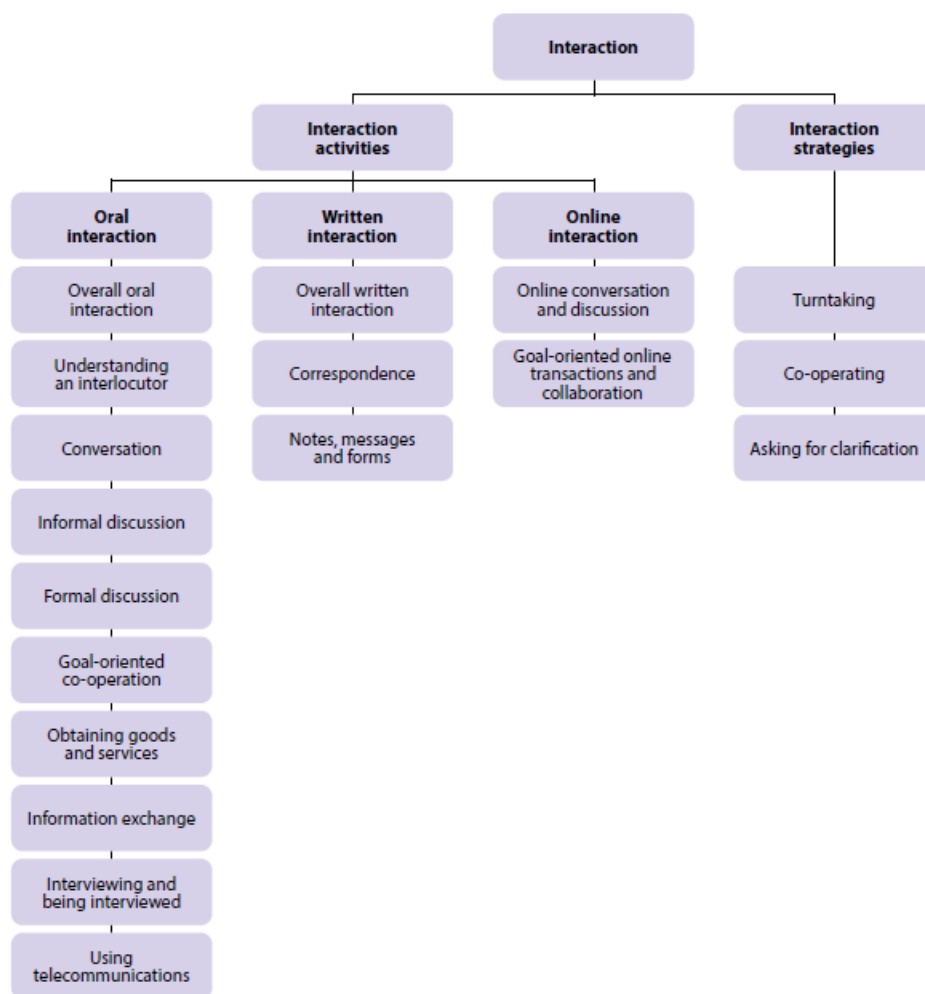 Interaction
Interaction
activities
Interaction
strategies
Oral
interaction
Written
interaction
Online
interaction
Overall oral
interaction
Overall written
interaction
Online conversation
and discussion
Turntaking
Understanding
an interlocutor
Correspondence
Goal-oriented online
transactions and
collaboration
Co-operating
Conversation
Notes, messages
and forms
Asking for clarification
Informal discussion
Formal discussion
Goal-oriented
co-operation
Obtaining goods
and services
Information exchange
Interviewing and
being interviewed
Using
telecommunications